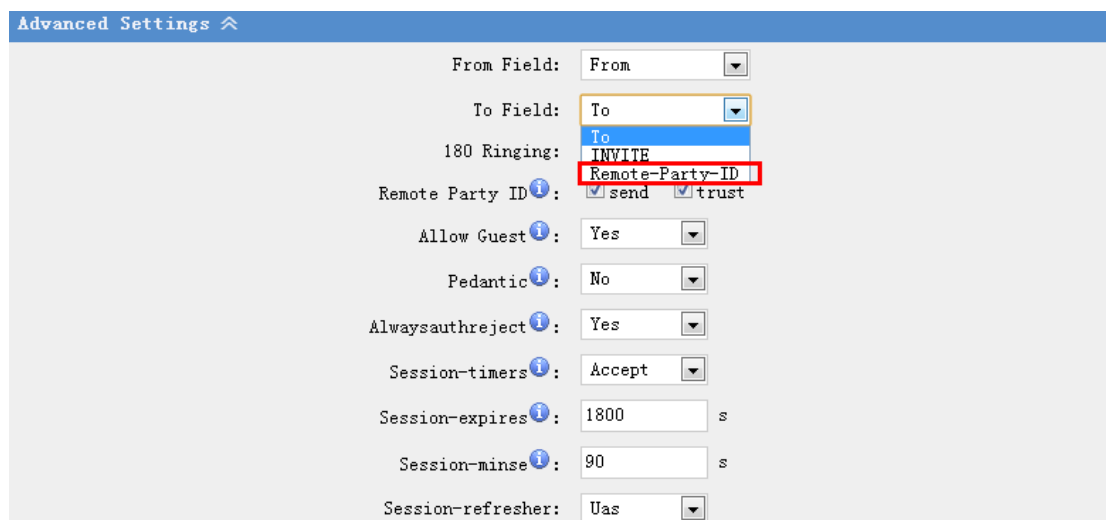 Advanced Settings
From Field: From
To Field: To
To
180 Ringing: INVITE
Remote-Party-ID
Remote Party ID: send trust
Allow Guest: Yes
Pedantic: No
Alwaysauthreject: Yes
Session-timers: Accept
Session-expires: 1800 s
Session-minse: 90 s
Session-refresher: Uas